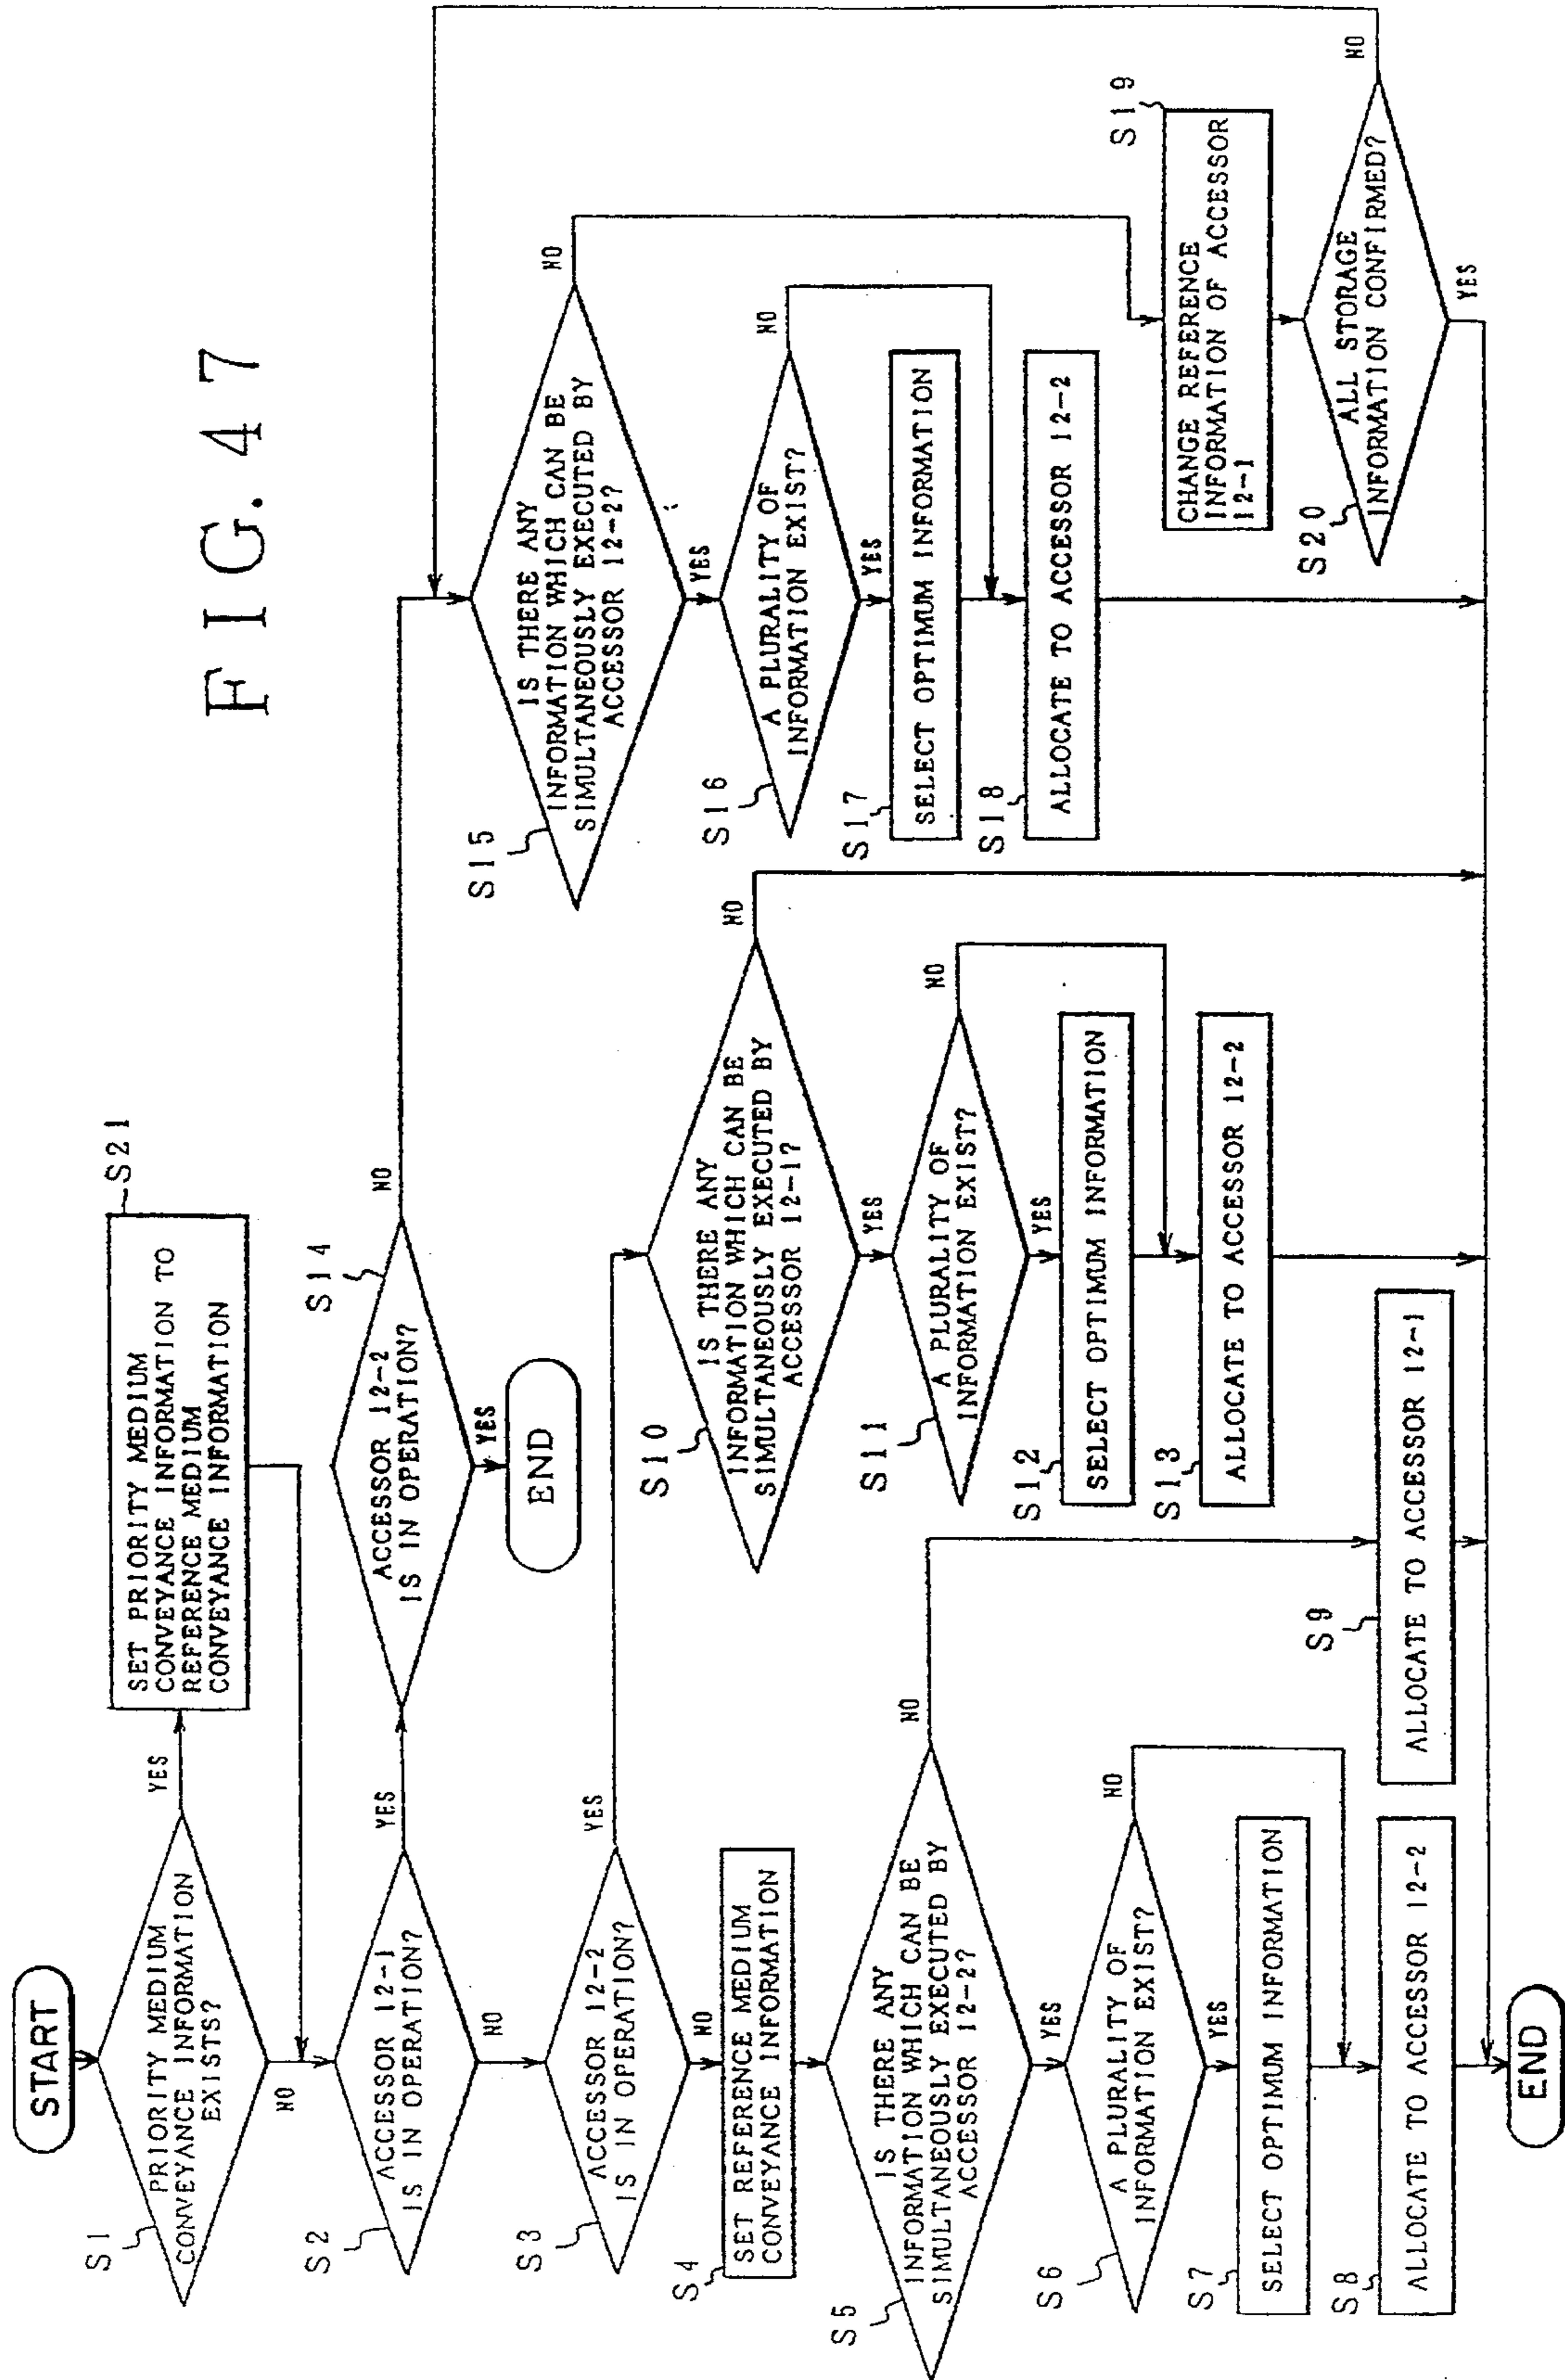 FIG. 47
START
S1
PRIORITY MEDIUM
CONVEYANCE INFORMATION
EXISTS?
YES
NO
SET PRIORITY MEDIUM
CONVEYANCE INFORMATION TO
REFERENCE MEDIUM
CONVEYANCE INFORMATION
S21
S2
ACCESSOR 12-1
IS IN OPERATION?
YES
NO
S14
ACCESSOR 12-2
IS IN OPERATION?
NO
YES
END
S3
ACCESSOR 12-2
IS IN OPERATION?
YES
NO
S4
SET REFERENCE MEDIUM
CONVEYANCE INFORMATION
S5
IS THERE ANY
INFORMATION WHICH CAN BE
SIMULTANEOUSLY EXECUTED BY
ACCESSOR 12-2?
NO
YES
S6
A PLURALITY OF
INFORMATION EXIST?
NO
YES
S7
SELECT OPTIMUM INFORMATION
S8
ALLOCATE TO ACCESSOR 12-2
S9
ALLOCATE TO ACCESSOR 12-1
S10
IS THERE ANY
INFORMATION WHICH CAN BE
SIMULTANEOUSLY EXECUTED BY
ACCESSOR 12-1?
NO
YES
S11
A PLURALITY OF
INFORMATION EXIST?
NO
YES
S12
SELECT OPTIMUM INFORMATION
S13
ALLOCATE TO ACCESSOR 12-2
S15
IS THERE ANY
INFORMATION WHICH CAN BE
SIMULTANEOUSLY EXECUTED BY
ACCESSOR 12-2?
NO
YES
S16
A PLURALITY OF
INFORMATION EXIST?
NO
YES
S17
SELECT OPTIMUM INFORMATION
S18
ALLOCATE TO ACCESSOR 12-2
S19
CHANGE REFERENCE
INFORMATION OF ACCESSOR
12-1
S20
ALL STORAGE
INFORMATION CONFIRMED?
NO
YES
END